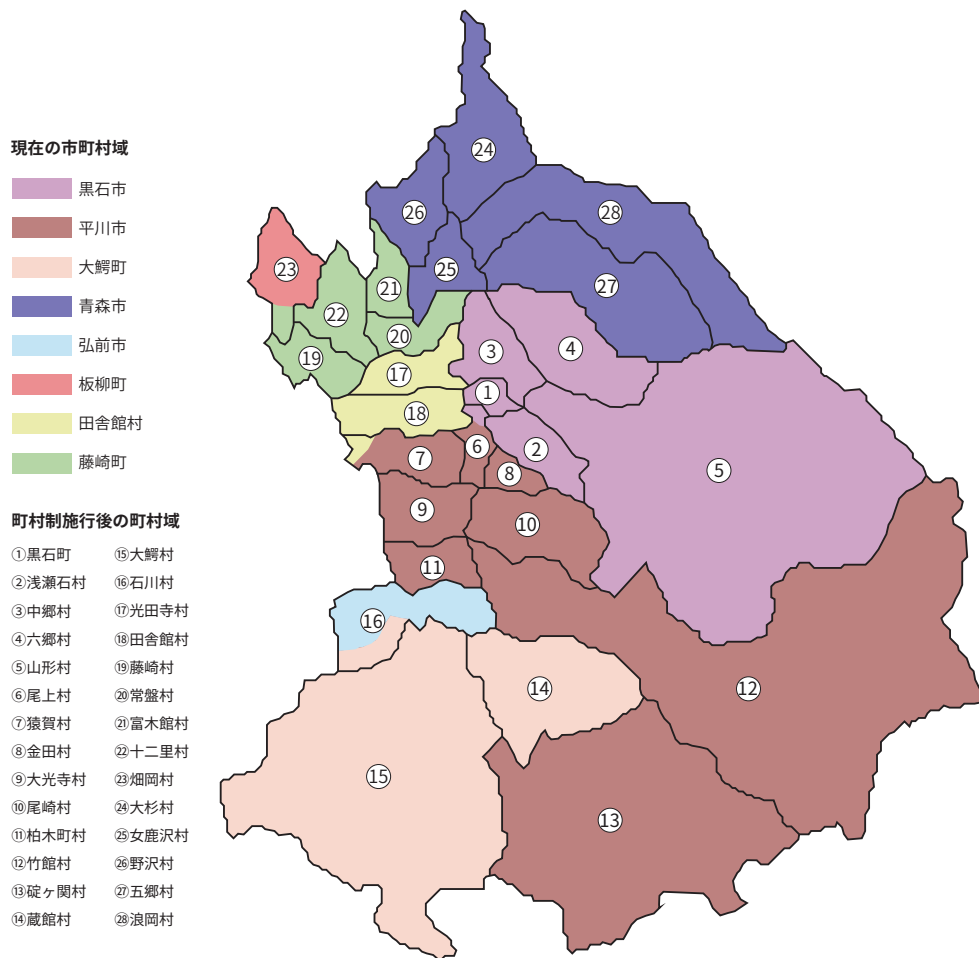 現在の市町村域
黒石市
平川市
大鰐町
青森市
弘前市
板柳町
田舎館村
藤崎町
町村制施行後の町村域
①黒石町 ⑮大鰐村
②浅瀬石村 ⑯石川村
③中郷村 ⑰光田寺村
④六郷村 ⑱田舎館村
⑤山形村 ⑲藤崎村
⑥尾上村 ⑳常盤村
⑦猿賀村 ㉑富木館村
⑧金田村 ㉒十二里村
⑨大光寺村 ㉓畑岡村
⑩尾崎村 ㉔大杉村
⑪柏木町村 ㉕女鹿沢村
⑫竹館村 ㉖野沢村
⑬碇ヶ関村 ㉗五郷村
⑭蔵館村 ㉘浪岡村
㉔
㉖
㉘
㉓
㉕
㉑
㉗
㉒
⑳
④
③
⑲
⑰
①
⑱
⑥
②
⑦
⑧
⑤
⑨
⑩
⑪
⑯
⑭
⑫
⑮
⑬